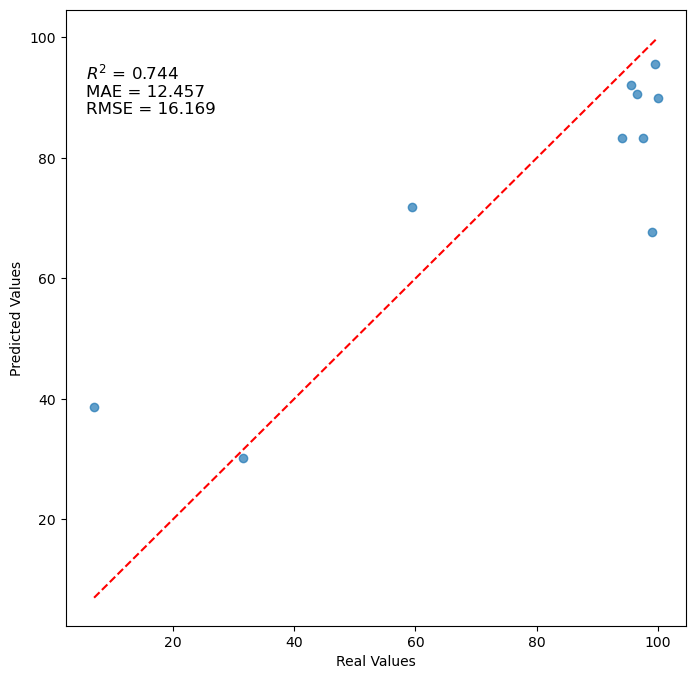 R² = 0.744
MAE = 12.457
RMSE = 16.169
100
80
60
40
20
Predicted Values
20 40 60 80 100
Real Values